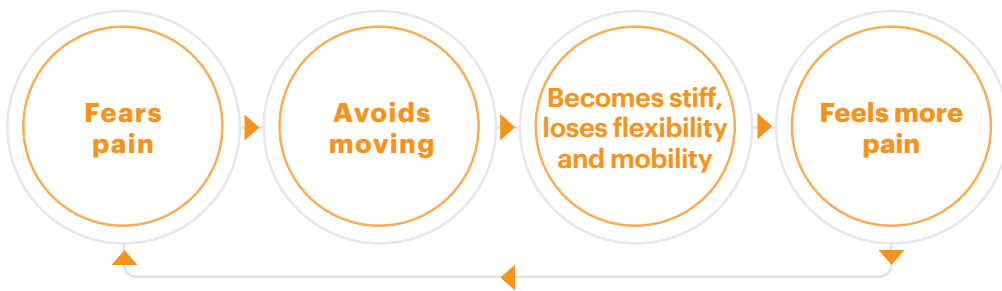 Fears
pain
Avoids
moving
Becomes stiff,
loses flexibility
and mobility
Feels more
pain